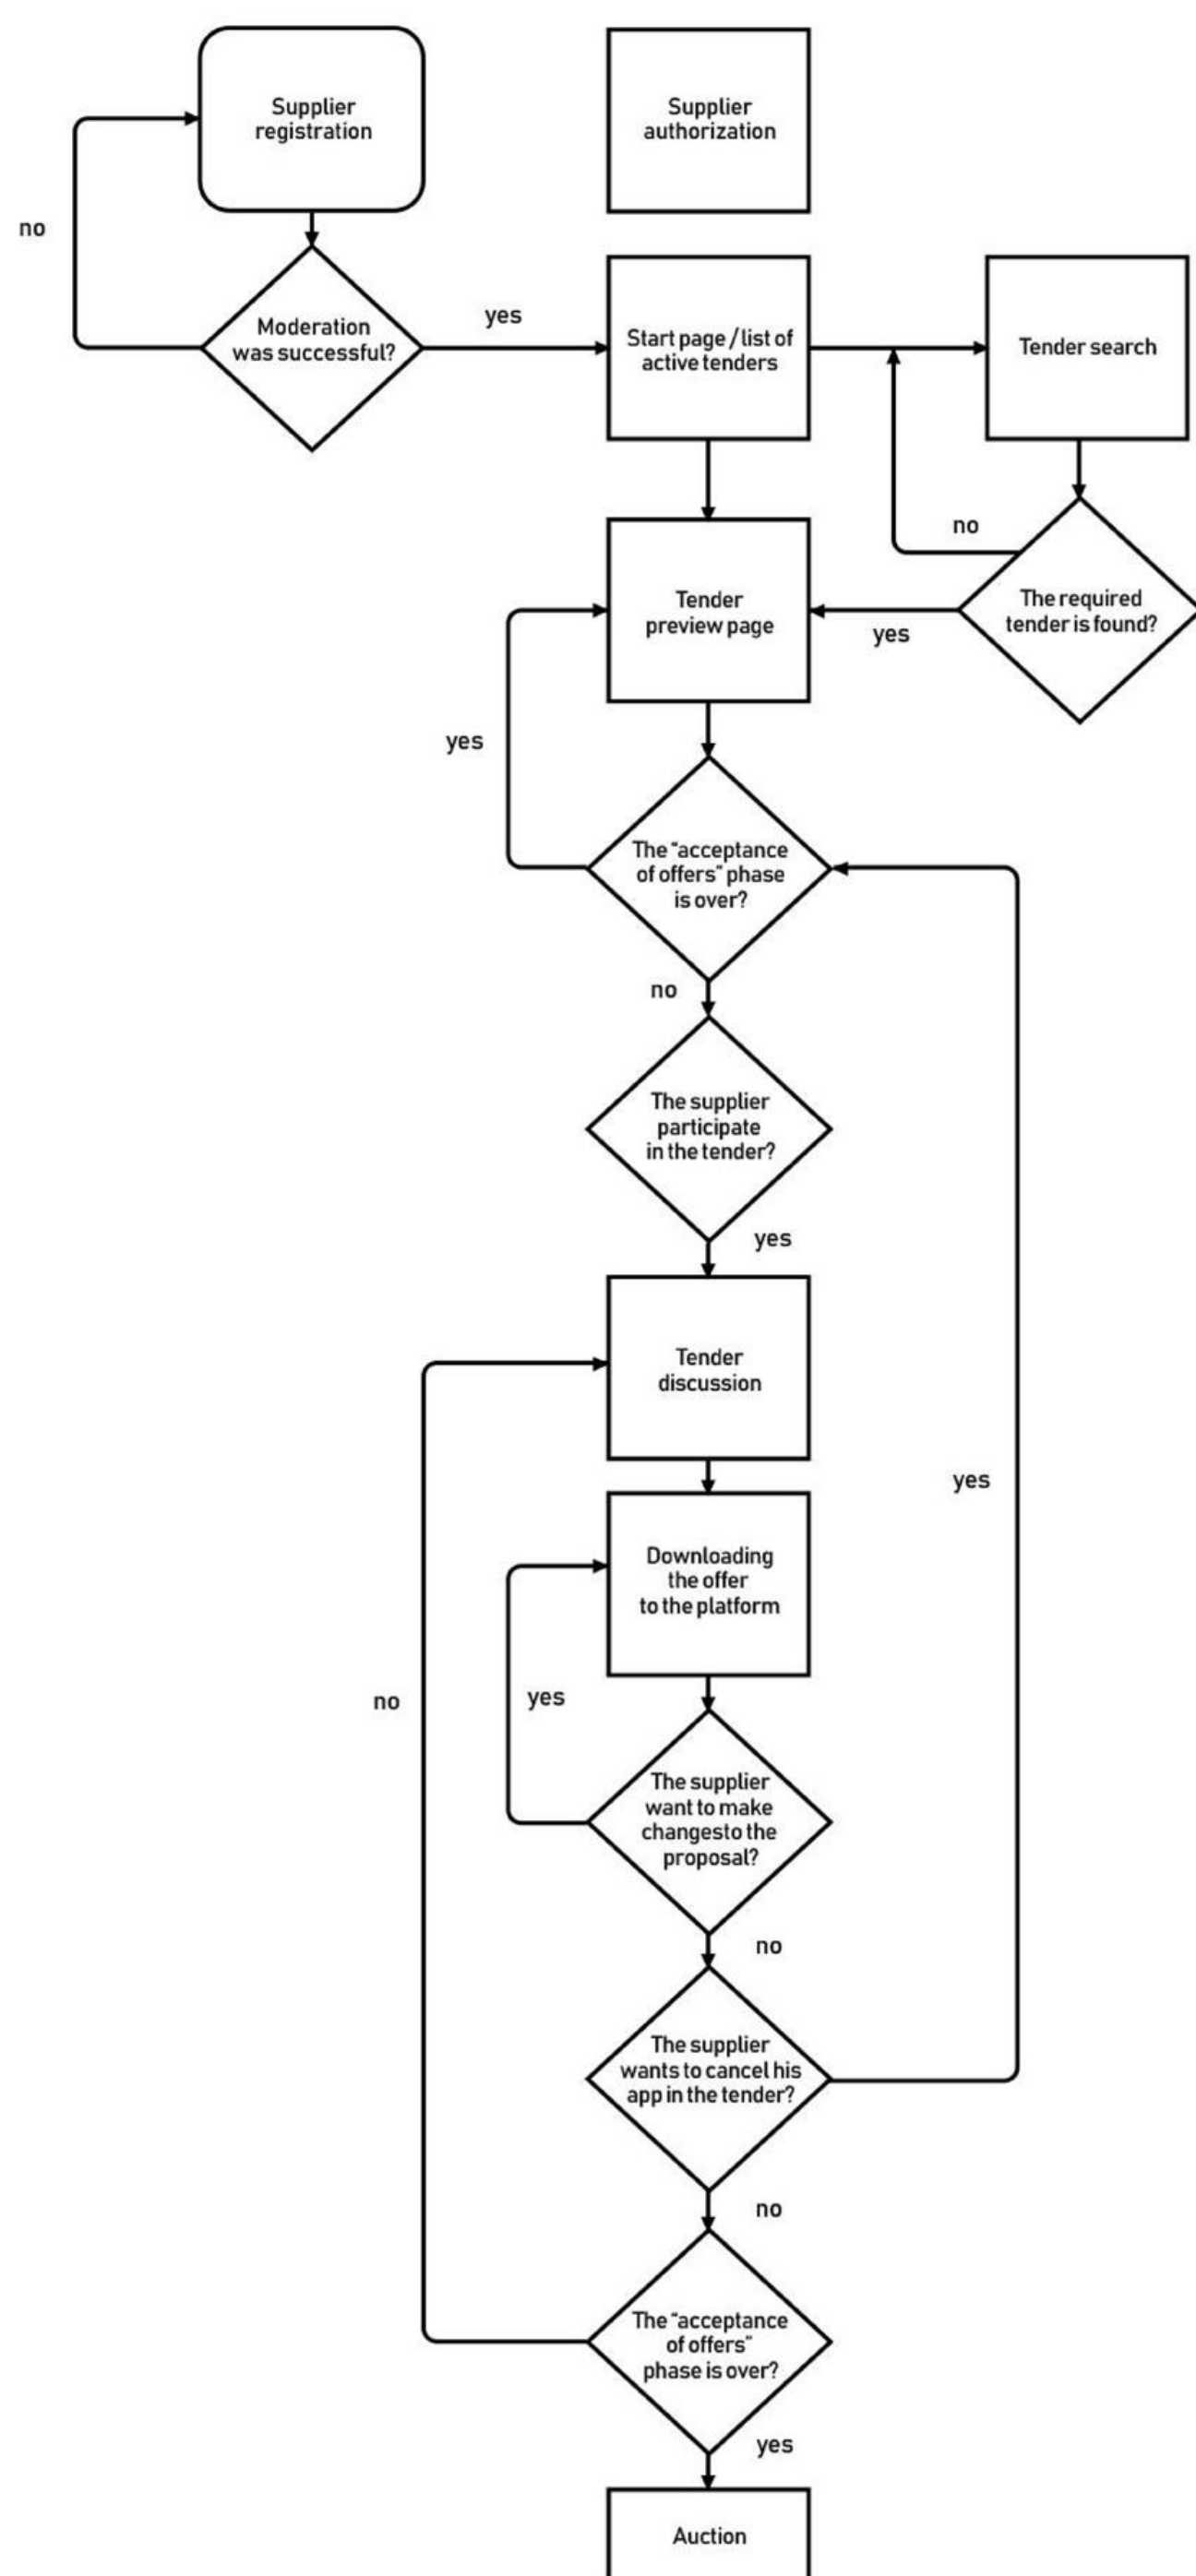 Supplier
registration
Supplier
authorization
no
Moderation
was successful?
yes
Start page / list of
active tenders
Tender search
no
The required
tender is found?
yes
Tender
preview page
yes
The "acceptance
of offers" phase
is over?
no
The supplier
participate
in the tender?
yes
Tender
discussion
yes
Downloading
the offer
to the platform
no
yes
The supplier
want to make
changesto the
proposal?
no
The supplier
wants to cancel his
app in the tender?
no
The "acceptance
of offers"
phase is over?
yes
Auction